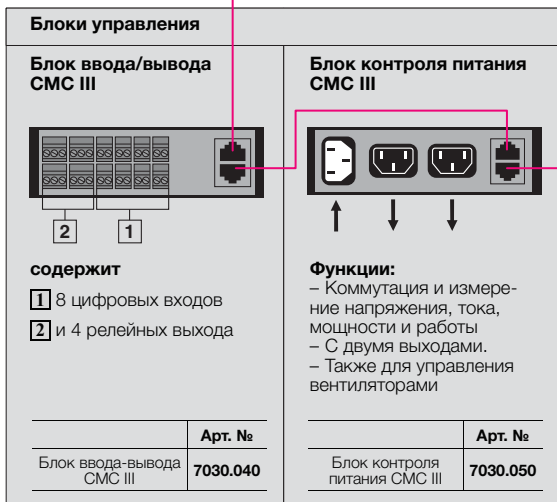 Блоки управления
Блок ввода/вывода
CMC III
2
1
содержит
1 8 цифровых входов
2 и 4 релейных выхода
Арт. №
Блок ввода-вывода
CMC III
7030.040
Блок контроля питания
CMC III
Функции:
– Коммутация и измере-
ние напряжения, тока,
мощности и работы
– С двумя выходами.
– Также для управления
вентиляторами
Арт. №
Блок контроля
питания CMC III
7030.050